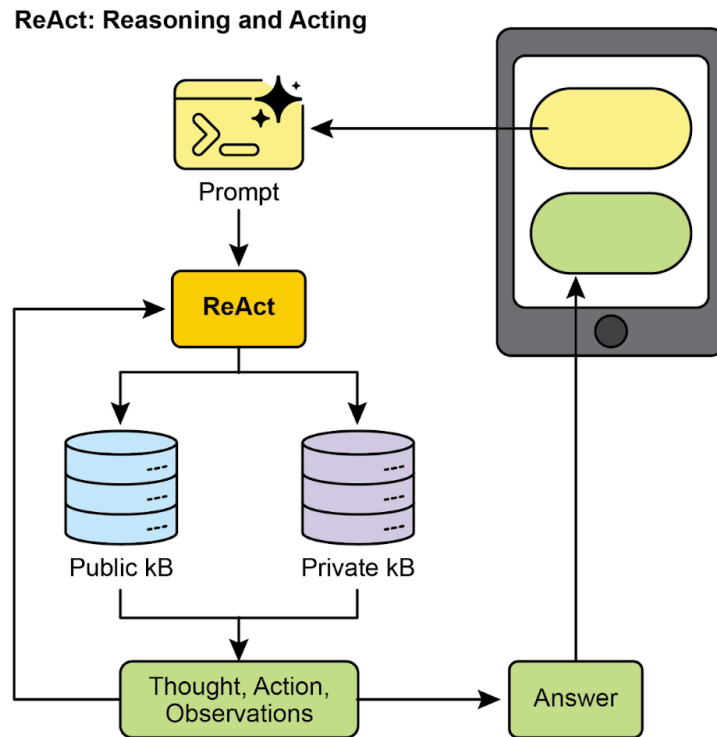 ReAct: Reasoning and Acting
Prompt
ReAct
Public kB
Private kB
Thought, Action,
Observations
Answer